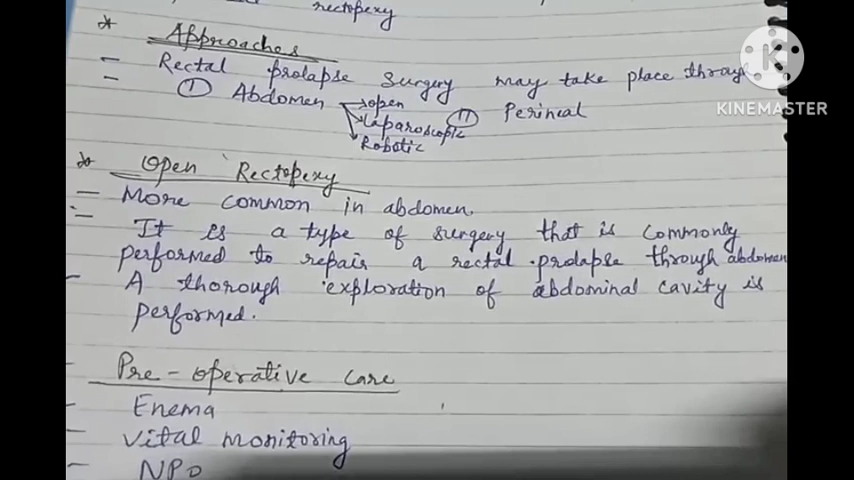 rectopexy
* Approaches
- Rectal prolapse surgery may take place through
① Abdomen → open ⑪ Perineal
→ Laparoscopic
→ Robotic
* Open Rectopexy
- More common in abdomen.
- It is a type of surgery that is commonly
performed to repair a rectal prolapse through abdomen
- A thorough exploration of abdominal cavity is
performed.
Pre-operative care
- Enema
- Vital monitoring
- NPO
K
KINEMASTER